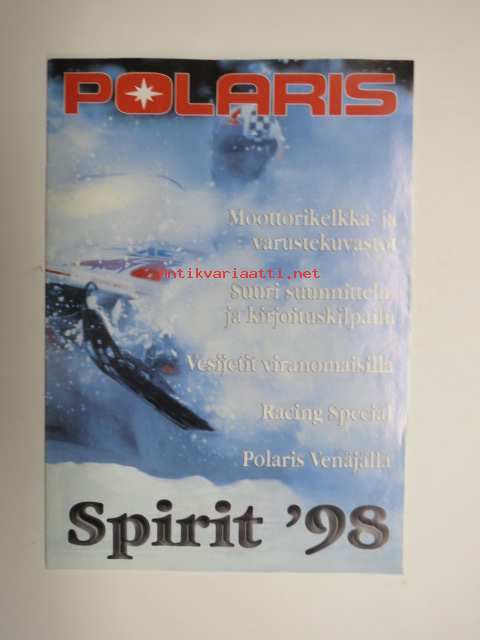 POLARIS
Moottorikelkka- ja
varustekuvastot
antikvariaatti.net
Suuri suunnittelu-
ja kirjoituskilpailu
Vesijetit viranomaisilla
Racing Special
Polaris Venäjällä
Spirit '98